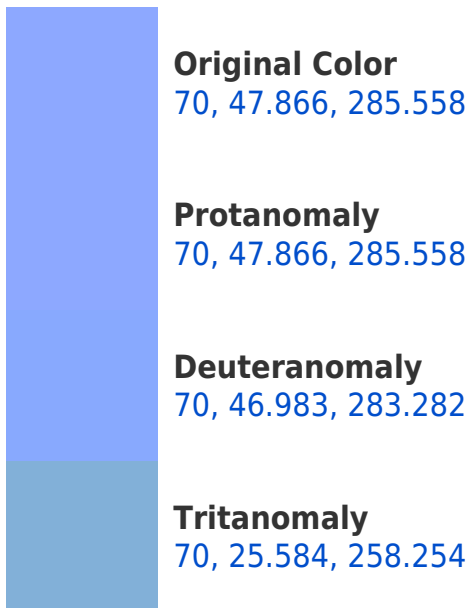 Original Color
70, 47.866, 285.558
Protanomaly
70, 47.866, 285.558
Deuteranomaly
70, 46.983, 283.282
Tritanomaly
70, 25.584, 258.254